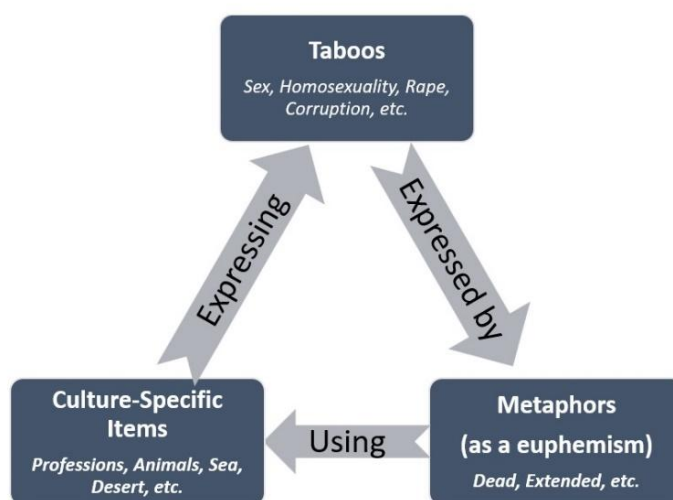 Taboos
Sex, Homosexuality, Rape,
Corruption, etc.
Expressing
Expressed by
Culture-Specific
Items
Professions, Animals, Sea,
Desert, etc.
Using
Metaphors
(as a euphemism)
Dead, Extended, etc.